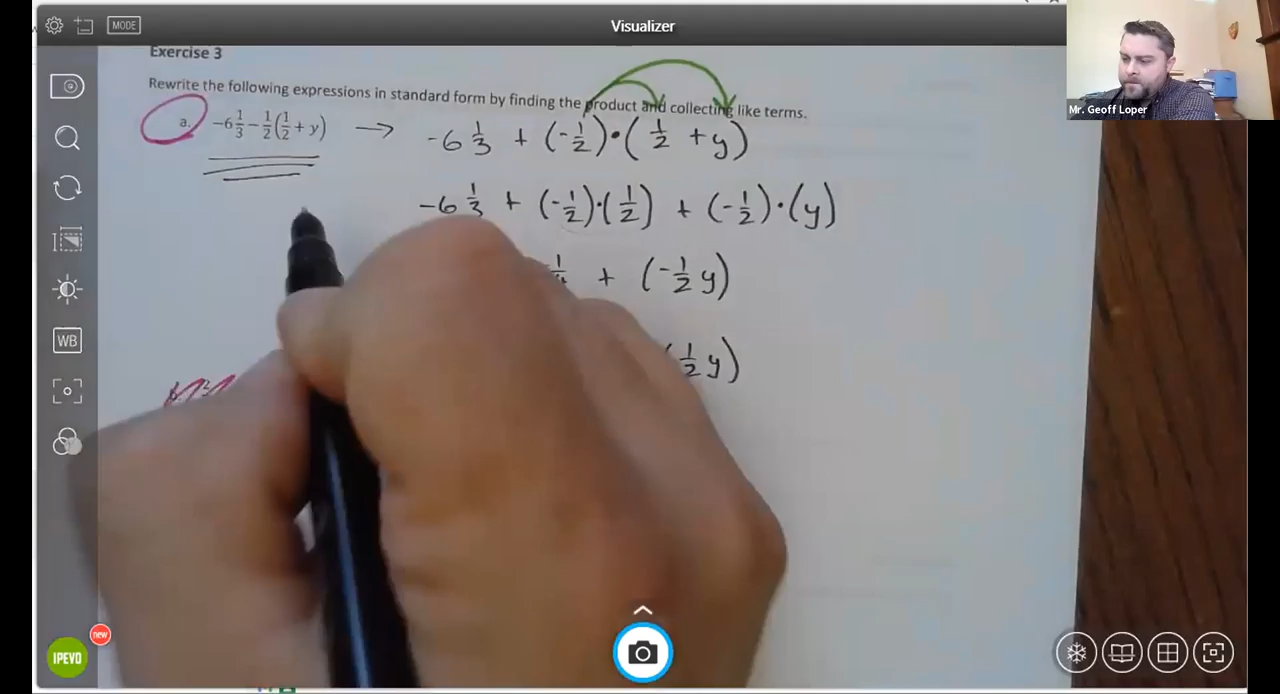 Visualizer
MODE
Mr. Geoff Loper
Exercise 3
Rewrite the following expressions in standard form by finding the product and collecting like terms.
a. -6 1/3 - 1/2 (1/2 + y) → -6 1/3 + (-1/2)·(1/2 + y)
-6 1/3 + (-1/2)·(1/2) + (-1/2)·(y)
+ (-1/2 y)
1/2 y)
WB
new
IPEVO